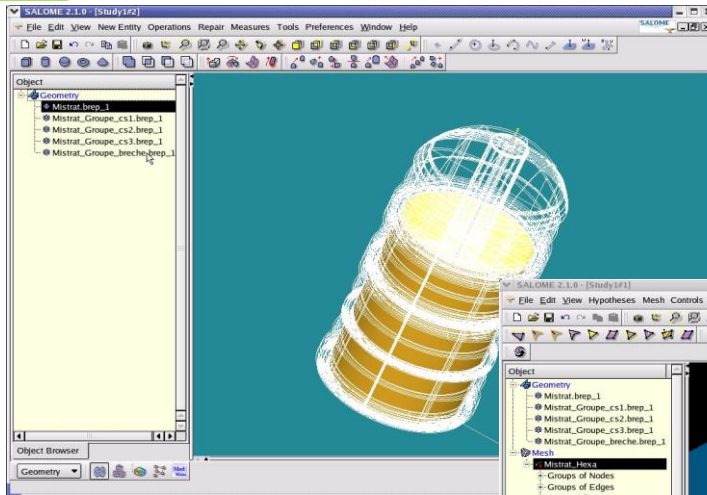 SALOME 2.1.0 - [Study1#2]
File Edit View New Entity Operations Repair Measures Tools Preferences Window Help
SALOME
Object
Geometry
Mistrat.brep_1
Mistrat_Groupe_cs1.brep_1
Mistrat_Groupe_cs2.brep_1
Mistrat_Groupe_cs3.brep_1
Mistrat_Groupe_breche.brep_1
Object Browser
Geometry
SALOME 2.1.0 - [Study1#1]
File Edit View Hypotheses Mesh Controls
Object
Geometry
Mistrat.brep_1
Mistrat_Groupe_cs1.brep_1
Mistrat_Groupe_cs2.brep_1
Mistrat_Groupe_cs3.brep_1
Mistrat_Groupe_breche.brep_1
Mesh
Mistrat_Hexa
Groups of Nodes
Groups of Edges